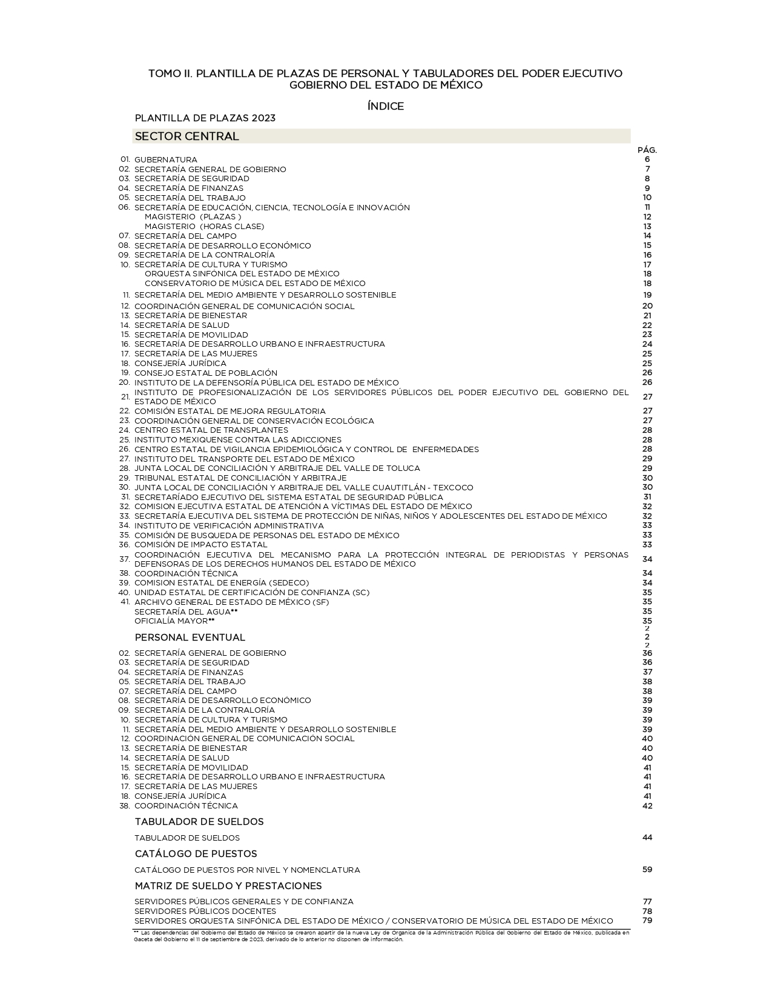 TOMO II. PLANTILLA DE PLAZAS DE PERSONAL Y TABULADORES DEL PODER EJECUTIVO
GOBIERNO DEL ESTADO DE MÉXICO
ÍNDICE
PLANTILLA DE PLAZAS 2023
SECTOR CENTRAL
PÁG.
01. GUBERNATURA 6
02. SECRETARÍA GENERAL DE GOBIERNO 7
03. SECRETARÍA DE SEGURIDAD 8
04. SECRETARÍA DE FINANZAS 9
05. SECRETARÍA DEL TRABAJO 10
06. SECRETARÍA DE EDUCACIÓN, CIENCIA, TECNOLOGÍA E INNOVACIÓN 11
MAGISTERIO (PLAZAS ) 12
MAGISTERIO (HORAS CLASE) 13
07. SECRETARÍA DEL CAMPO 14
08. SECRETARÍA DE DESARROLLO ECONÓMICO 15
09. SECRETARÍA DE LA CONTRALORÍA 16
10. SECRETARÍA DE CULTURA Y TURISMO 17
ORQUESTA SINFÓNICA DEL ESTADO DE MÉXICO 18
CONSERVATORIO DE MÚSICA DEL ESTADO DE MÉXICO 18
11. SECRETARÍA DEL MEDIO AMBIENTE Y DESARROLLO SOSTENIBLE 19
12. COORDINACIÓN GENERAL DE COMUNICACIÓN SOCIAL 20
13. SECRETARÍA DE BIENESTAR 21
14. SECRETARÍA DE SALUD 22
15. SECRETARÍA DE MOVILIDAD 23
16. SECRETARÍA DE DESARROLLO URBANO E INFRAESTRUCTURA 24
17. SECRETARÍA DE LAS MUJERES 25
18. CONSEJERÍA JURÍDICA 25
19. CONSEJO ESTATAL DE POBLACIÓN 26
20. INSTITUTO DE LA DEFENSORÍA PÚBLICA DEL ESTADO DE MÉXICO 26
21. INSTITUTO DE PROFESIONALIZACIÓN DE LOS SERVIDORES PÚBLICOS DEL PODER EJECUTIVO DEL GOBIERNO DEL
ESTADO DE MÉXICO 27
22. COMISIÓN ESTATAL DE MEJORA REGULATORIA 27
23. COORDINACIÓN GENERAL DE CONSERVACIÓN ECOLÓGICA 27
24. CENTRO ESTATAL DE TRANSPLANTES 28
25. INSTITUTO MEXIQUENSE CONTRA LAS ADICCIONES 28
26. CENTRO ESTATAL DE VIGILANCIA EPIDEMIOLÓGICA Y CONTROL DE ENFERMEDADES 28
27. INSTITUTO DEL TRANSPORTE DEL ESTADO DE MÉXICO 29
28. JUNTA LOCAL DE CONCILIACIÓN Y ARBITRAJE DEL VALLE DE TOLUCA 29
29. TRIBUNAL ESTATAL DE CONCILIACIÓN Y ARBITRAJE 30
30. JUNTA LOCAL DE CONCILIACIÓN Y ARBITRAJE DEL VALLE CUAUTITLÁN - TEXCOCO 30
31. SECRETARÍADO EJECUTIVO DEL SISTEMA ESTATAL DE SEGURIDAD PÚBLICA 31
32. COMISION EJECUTIVA ESTATAL DE ATENCIÓN A VÍCTIMAS DEL ESTADO DE MÉXICO 32
33. SECRETARÍA EJECUTIVA DEL SISTEMA DE PROTECCIÓN DE NIÑAS, NIÑOS Y ADOLESCENTES DEL ESTADO DE MÉXICO 32
34. INSTITUTO DE VERIFICACIÓN ADMINISTRATIVA 33
35. COMISIÓN DE BUSQUEDA DE PERSONAS DEL ESTADO DE MÉXICO 33
36. COMISIÓN DE IMPACTO ESTATAL 33
37. COORDINACIÓN EJECUTIVA DEL MECANISMO PARA LA PROTECCIÓN INTEGRAL DE PERIODISTAS Y PERSONAS
DEFENSORAS DE LOS DERECHOS HUMANOS DEL ESTADO DE MÉXICO 34
38. COORDINACIÓN TÉCNICA 34
39. COMISION ESTATAL DE ENERGÍA (SEDECO) 34
40. UNIDAD ESTATAL DE CERTIFICACIÓN DE CONFIANZA (SC) 35
41. ARCHIVO GENERAL DE ESTADO DE MÉXICO (SF) 35
SECRETARÍA DEL AGUA** 35
OFICIALÍA MAYOR** 35
2
PERSONAL EVENTUAL 2
2
02. SECRETARÍA GENERAL DE GOBIERNO 36
03. SECRETARÍA DE SEGURIDAD 36
04. SECRETARÍA DE FINANZAS 37
05. SECRETARÍA DEL TRABAJO 38
07. SECRETARÍA DEL CAMPO 38
08. SECRETARÍA DE DESARROLLO ECONÓMICO 39
09. SECRETARÍA DE LA CONTRALORÍA 39
10. SECRETARÍA DE CULTURA Y TURISMO 39
11. SECRETARÍA DEL MEDIO AMBIENTE Y DESARROLLO SOSTENIBLE 39
12. COORDINACIÓN GENERAL DE COMUNICACIÓN SOCIAL 40
13. SECRETARÍA DE BIENESTAR 40
14. SECRETARÍA DE SALUD 40
15. SECRETARÍA DE MOVILIDAD 41
16. SECRETARÍA DE DESARROLLO URBANO E INFRAESTRUCTURA 41
17. SECRETARÍA DE LAS MUJERES 41
18. CONSEJERÍA JURÍDICA 41
38. COORDINACIÓN TÉCNICA 42
TABULADOR DE SUELDOS
TABULADOR DE SUELDOS 44
CATÁLOGO DE PUESTOS
CATÁLOGO DE PUESTOS POR NIVEL Y NOMENCLATURA 59
MATRIZ DE SUELDO Y PRESTACIONES
SERVIDORES PÚBLICOS GENERALES Y DE CONFIANZA 77
SERVIDORES PÚBLICOS DOCENTES 78
SERVIDORES ORQUESTA SINFÓNICA DEL ESTADO DE MÉXICO / CONSERVATORIO DE MÚSICA DEL ESTADO DE MÉXICO 79
** Las dependencias del Gobierno del Estado de México se crearon apartir de la nueva Ley de Organica de la Administración Pública del Gobierno del Estado de México, publicada en
Gaceta del Gobierno el 11 de septiembre de 2023, derivado de lo anterior no disponen de información.